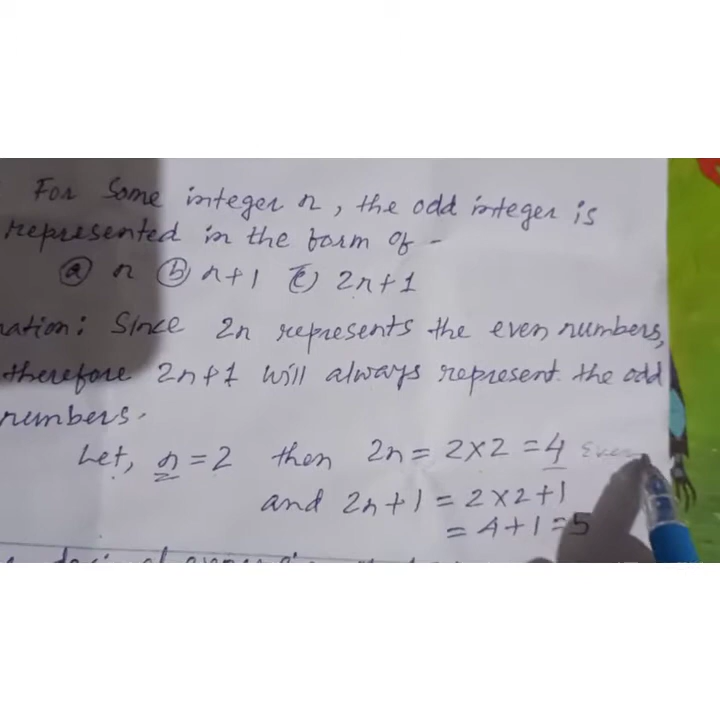 For Some integer n, the odd integer is
represented in the form of -
(a) n (b) n+1 (c) 2n+1
nation: Since 2n represents the even numbers,
therefore 2n+1 will always represent the odd
numbers.
Let, n = 2 then 2n = 2×2 = 4 Even
and 2n+1 = 2×2+1
= 4+1=5